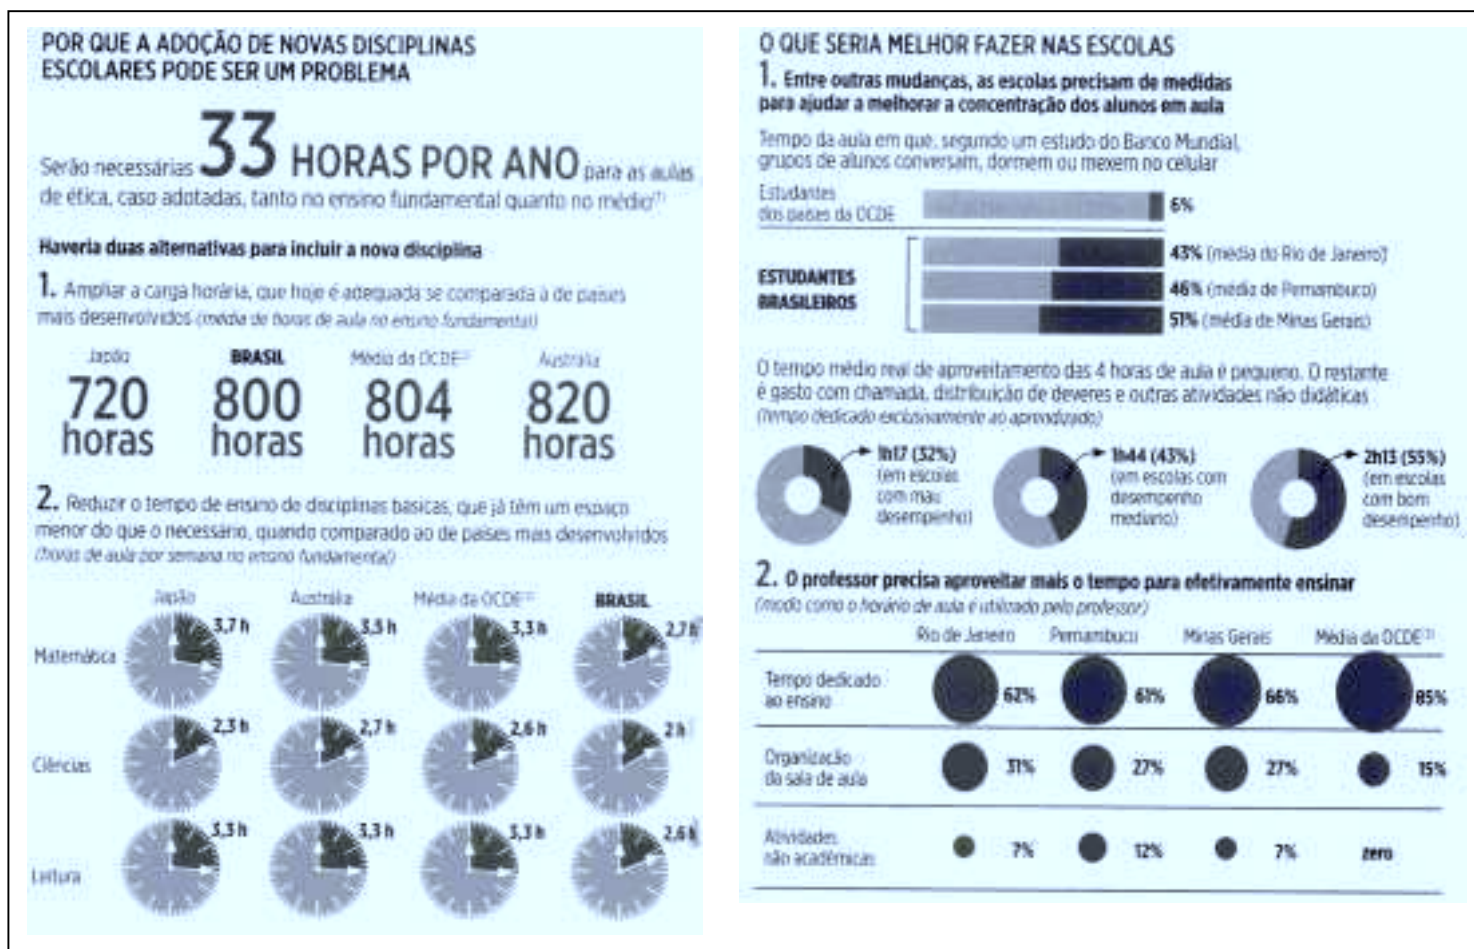 POR QUE A ADOÇÃO DE NOVAS DISCIPLINAS
ESCOLARES PODE SER UM PROBLEMA
Serão necessárias 33 HORAS POR ANO para as aulas
de ética, caso adotadas, tanto no ensino fundamental quanto no médio⁽¹⁾
Haveria duas alternativas para incluir a nova disciplina
1. Ampliar a carga horária, que hoje é adequada se comparada à de países
mais desenvolvidos (média de horas de aula no ensino fundamental)
Japão BRASIL Média da OCDE⁽²⁾ Austrália
720 800 804 820
horas horas horas horas
2. Reduzir o tempo de ensino de disciplinas básicas, que já têm um espaço
menor do que o necessário, quando comparado ao de países mais desenvolvidos
(horas de aula por semana no ensino fundamental)
Japão Austrália Média da OCDE⁽²⁾ BRASIL
Matemática 3,7 h 3,3 h 3,3 h 2,7 h
Ciências 2,3 h 2,7 h 2,6 h 2 h
Leitura 3,3 h 3,3 h 3,3 h 2,6 h
O QUE SERIA MELHOR FAZER NAS ESCOLAS
1. Entre outras mudanças, as escolas precisam de medidas
para ajudar a melhorar a concentração dos alunos em aula
Tempo da aula em que, segundo um estudo do Banco Mundial,
grupos de alunos conversam, dormem ou mexem no celular
Estudantes
dos países da OCDE 6%
ESTUDANTES
BRASILEIROS
43% (média do Rio de Janeiro)
46% (média de Pernambuco)
51% (média de Minas Gerais)
O tempo médio real de aproveitamento das 4 horas de aula é pequeno. O restante
é gasto com chamada, distribuição de deveres e outras atividades não didáticas
(tempo dedicado exclusivamente ao aprendizado)
1h17 (32%)
(em escolas
com mau
desempenho)
1h44 (43%)
(em escolas com
desempenho
mediano)
2h13 (55%)
(em escolas
com bom
desempenho)
2. O professor precisa aproveitar mais o tempo para efetivamente ensinar
(modo como o horário de aula é utilizado pelo professor)
Rio de Janeiro Pernambuco Minas Gerais Média da OCDE
Tempo dedicado
ao ensino 62% 61% 66% 85%
Organização
da sala de aula 31% 27% 27% 15%
Atividades
não acadêmicas 7% 12% 7% zero